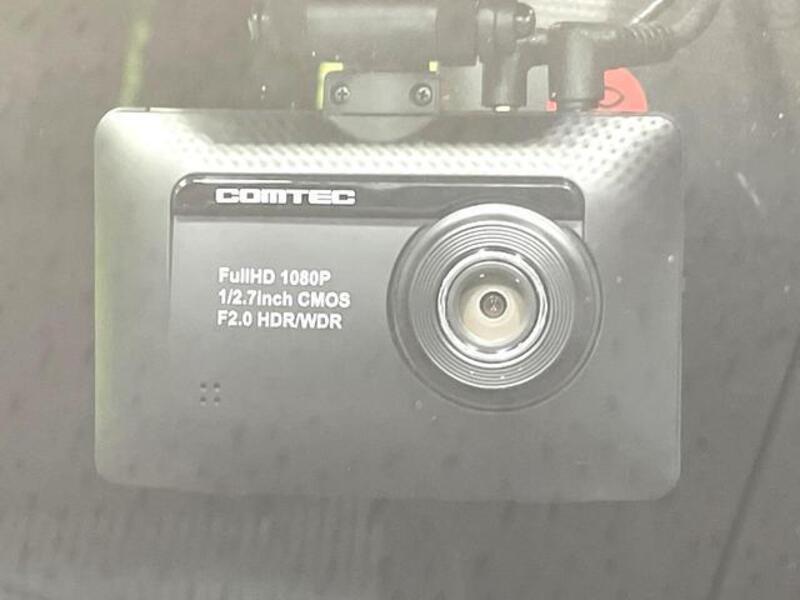 COMTEC
FullHD 1080P
1/2.7inch CMOS
F2.0 HDR/WDR